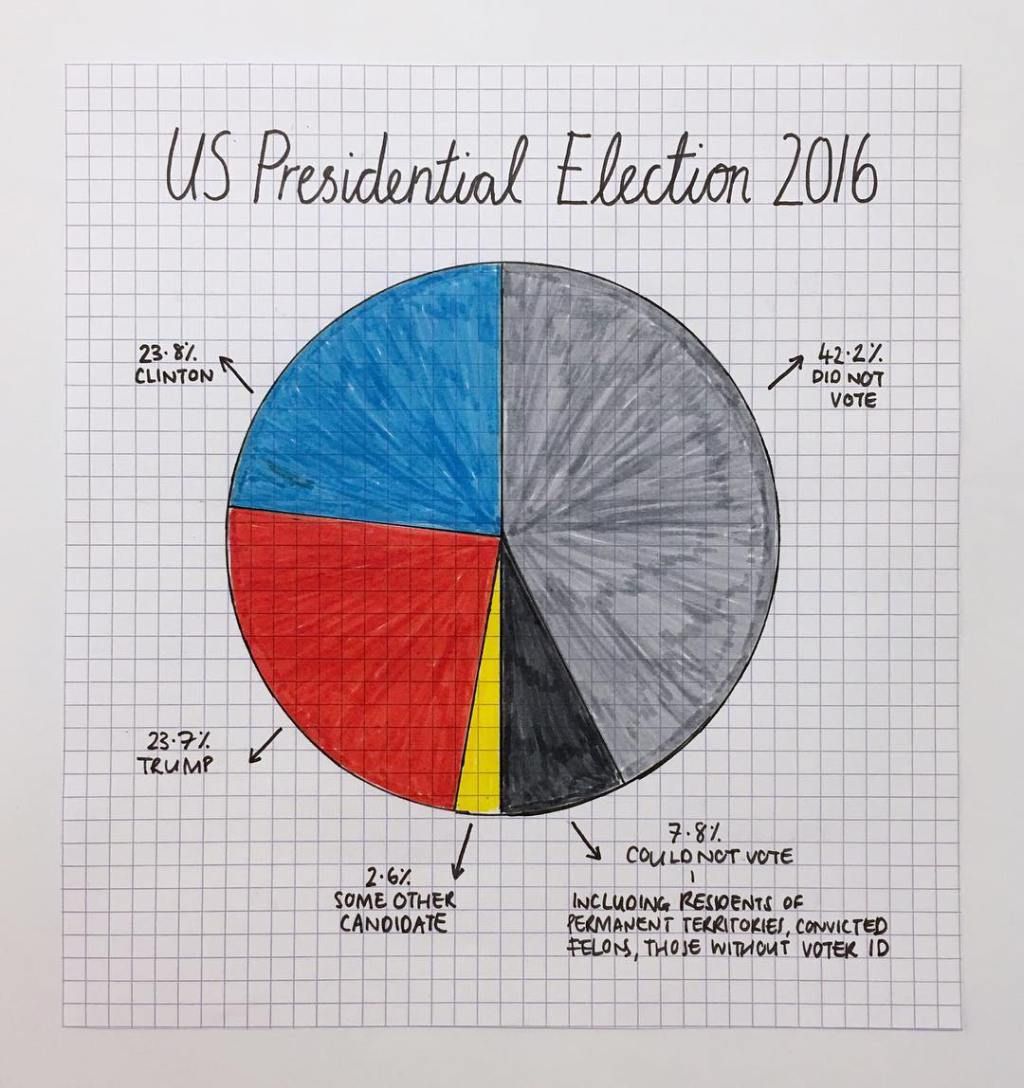 US Presidential Election 2016
23.8%
CLINTON
42.2%
DID NOT
VOTE
23.7%
TRUMP
2.6%
SOME OTHER
CANDIDATE
7.8%
COULD NOT VOTE
INCLUDING RESIDENTS OF
PERMANENT TERRITORIES, CONVICTED
FELONS, THOSE WITHOUT VOTER ID